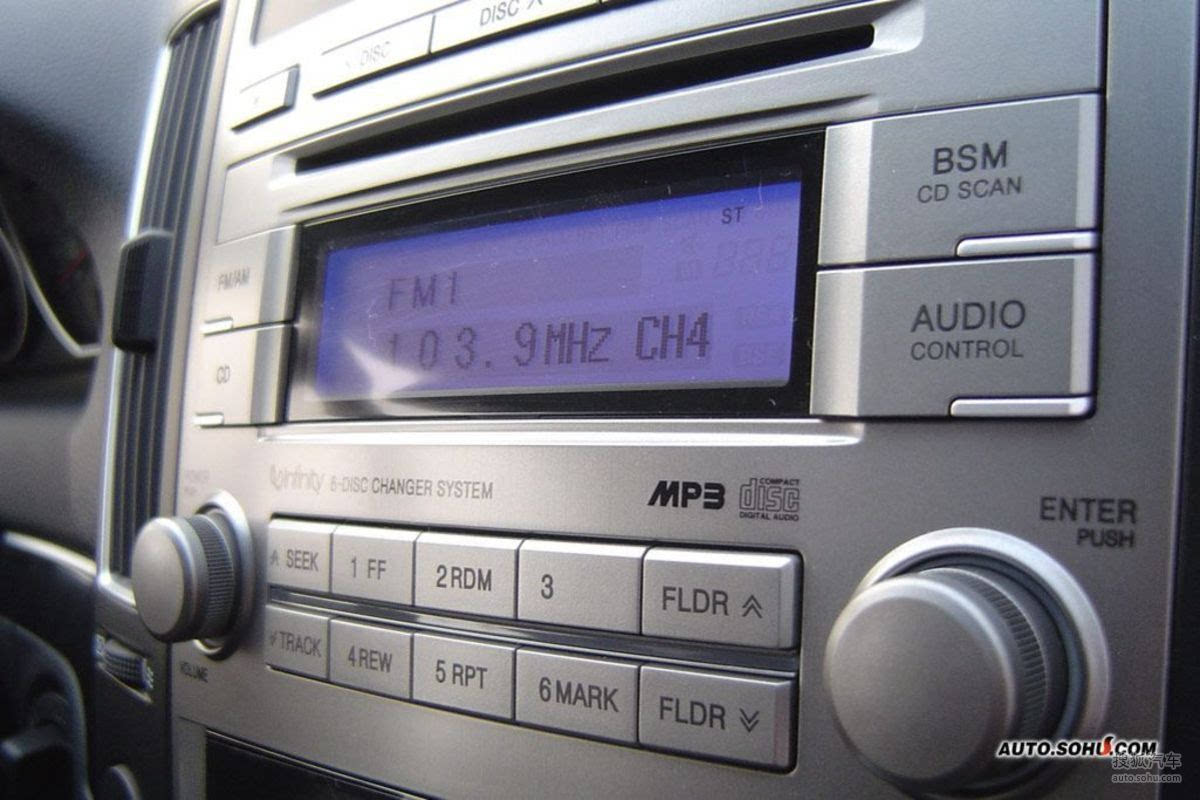 DISC
DISC
BSM
CD SCAN
ST
FM/AM
FM1
103.9MHz CH4
CD
AUDIO
CONTROL
infinity 6-DISC CHANGER SYSTEM
MP3
COMPACT
disc
DIGITAL AUDIO
ENTER
PUSH
SEEK
1 FF
2 RDM
3
FLDR
TRACK
4 REW
5 RPT
6 MARK
FLDR
VOLUME
AUTO.SOHU.COM
搜狐汽车
auto.sohu.com